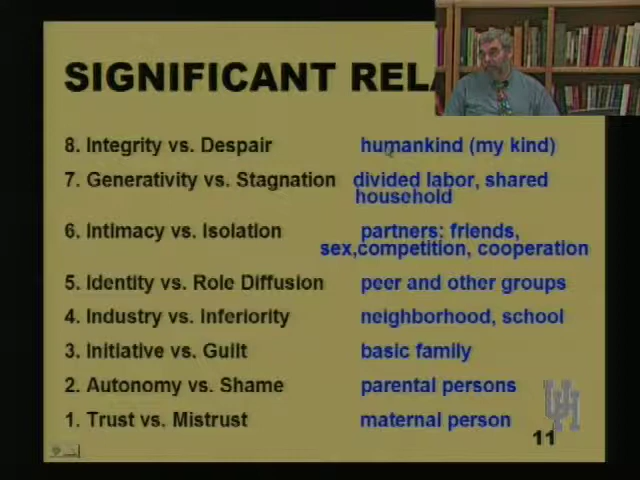 SIGNIFICANT REL
8. Integrity vs. Despair humankind (my kind)
7. Generativity vs. Stagnation divided labor, shared
household
6. Intimacy vs. Isolation partners: friends,
sex,competition, cooperation
5. Identity vs. Role Diffusion peer and other groups
4. Industry vs. Inferiority neighborhood, school
3. Initiative vs. Guilt basic family
2. Autonomy vs. Shame parental persons
1. Trust vs. Mistrust maternal person
UH
11